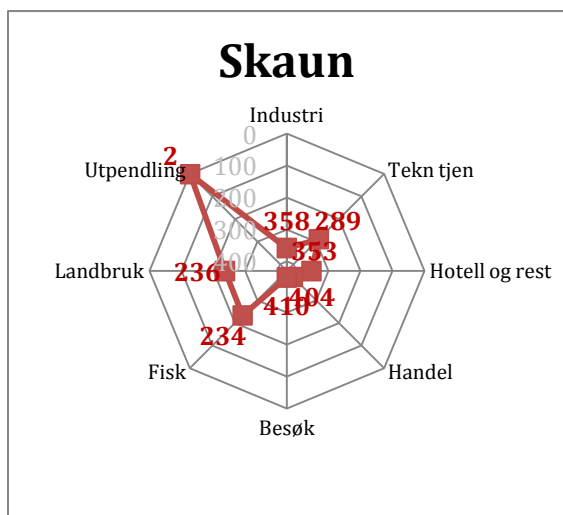 Skaun
Industri
0
2
Utpendling
100
Tekn tjen
200
358
289
300
353
Landbruk
236
400
Hotell og rest
404
410
234
Fisk
Handel
Besøk